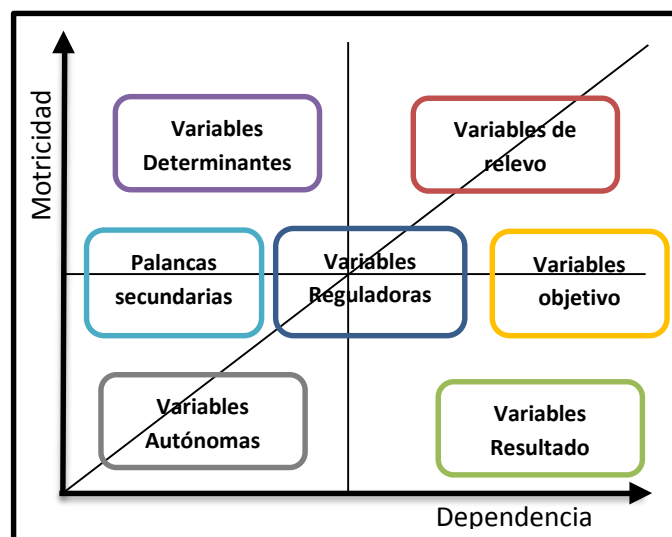 Motricidad
Variables
Determinantes
Variables de
relevo
Palancas
secundarias
Variables
Reguladoras
Variables
objetivo
Variables
Autónomas
Variables
Resultado
Dependencia